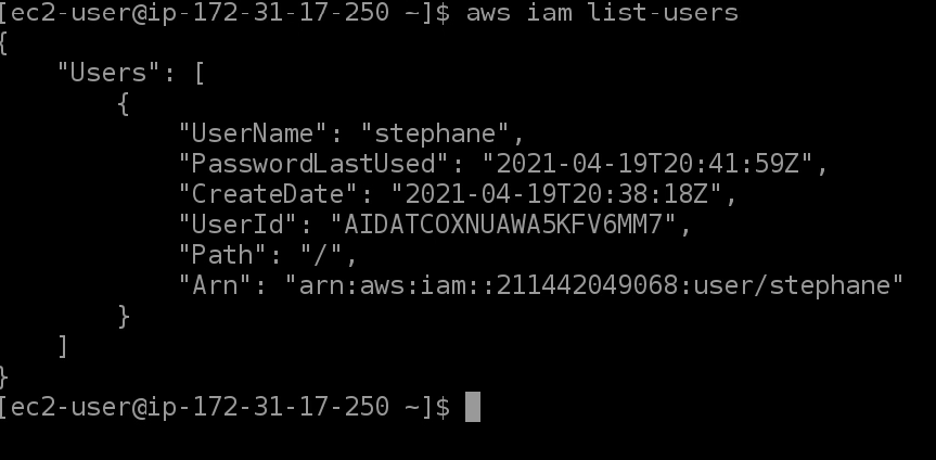 [ec2-user@ip-172-31-17-250 ~]$ aws iam list-users
{
    "Users": [
        {
            "UserName": "stephane",
            "PasswordLastUsed": "2021-04-19T20:41:59Z",
            "CreateDate": "2021-04-19T20:38:18Z",
            "UserId": "AIDATCOXNUAWA5KFV6MM7",
            "Path": "/",
            "Arn": "arn:aws:iam::211442049068:user/stephane"
        }
    ]
}
[ec2-user@ip-172-31-17-250 ~]$